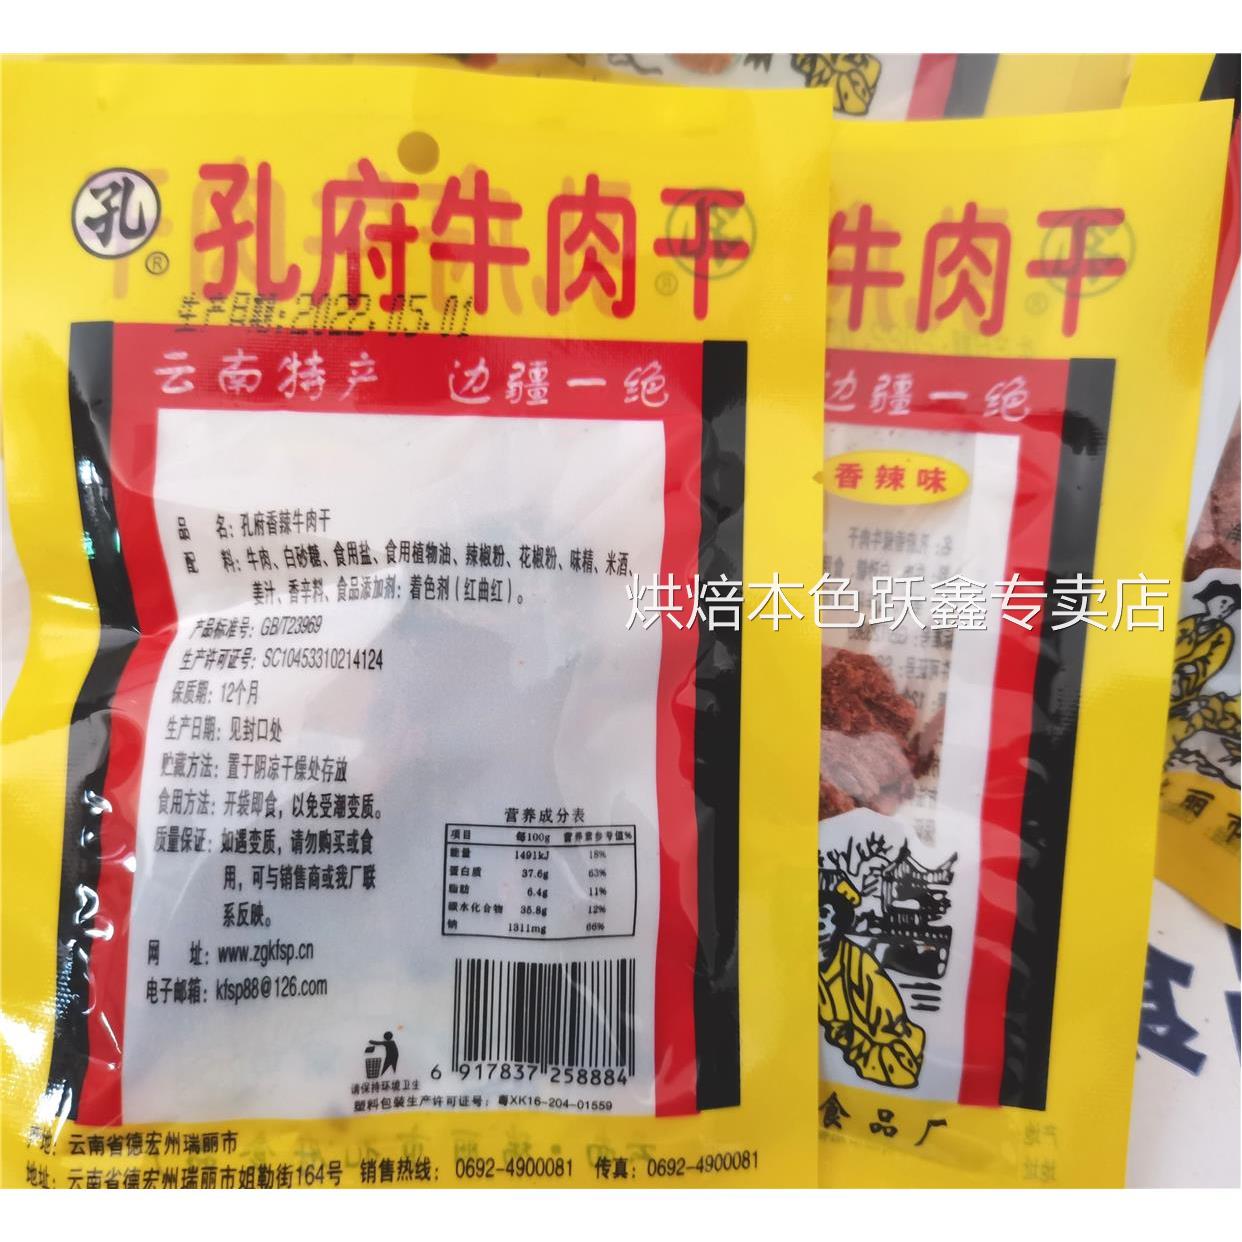 孔
®
孔府牛肉干
生产日期:2022.05.01
云南特产 边疆一绝
品 名：孔府香辣牛肉干
配 料：牛肉、白砂糖、食用盐、食用植物油、辣椒粉、花椒粉、味精、米酒、
姜汁、香辛料、食品添加剂：着色剂（红曲红）。
产品标准号：GB/T23969
生产许可证号：SC10453310214124
保质期：12个月
生产日期：见封口处
贮藏方法：置于阴凉干燥处存放
食用方法：开袋即食，以免受潮变质。
质量保证：如遇变质，请勿购买或食
用，可与销售商或我厂联
系反映。
网 址：www.zgkfsp.cn
电子邮箱：kfsp88@126.com
营养成分表
项目 每100g 营养素参考值%
能量 1491kJ 18%
蛋白质 37.6g 63%
脂肪 6.4g 11%
碳水化合物 35.8g 12%
钠 1311mg 66%
请保持环境卫生
6 917837 258884
塑料包装生产许可证号：粤XK16-204-01559
产地：云南省德宏州瑞丽市
地址：云南省德宏州瑞丽市姐勒街164号 销售热线：0692-4900081 传真：0692-4900081
牛肉干
边疆一绝
香辣味
食品厂
丽市
烘焙本色跃鑫专卖店